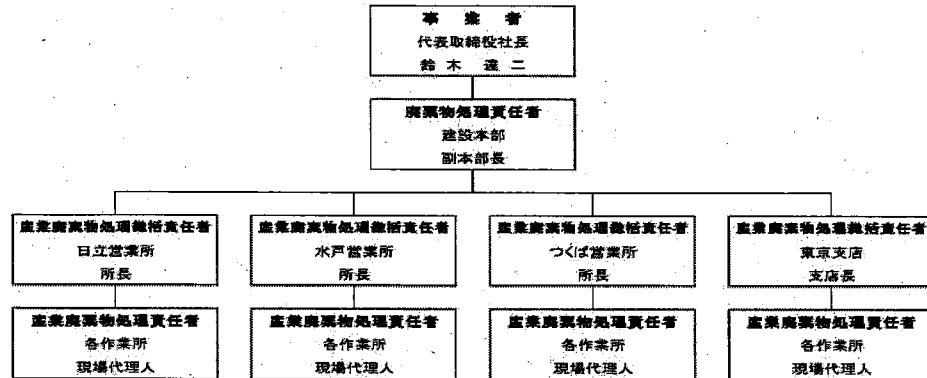 事業者
代表取締役社長
鈴木 達二
廃棄物処理責任者
建設本部
副本部長
産業廃棄物処理総括責任者
日立営業所
所長
産業廃棄物処理総括責任者
水戸営業所
所長
産業廃棄物処理総括責任者
つくば営業所
所長
産業廃棄物処理総括責任者
東京支店
支店長
産業廃棄物処理責任者
各作業所
現場代理人
産業廃棄物処理責任者
各作業所
現場代理人
産業廃棄物処理責任者
各作業所
現場代理人
産業廃棄物処理責任者
各作業所
現場代理人